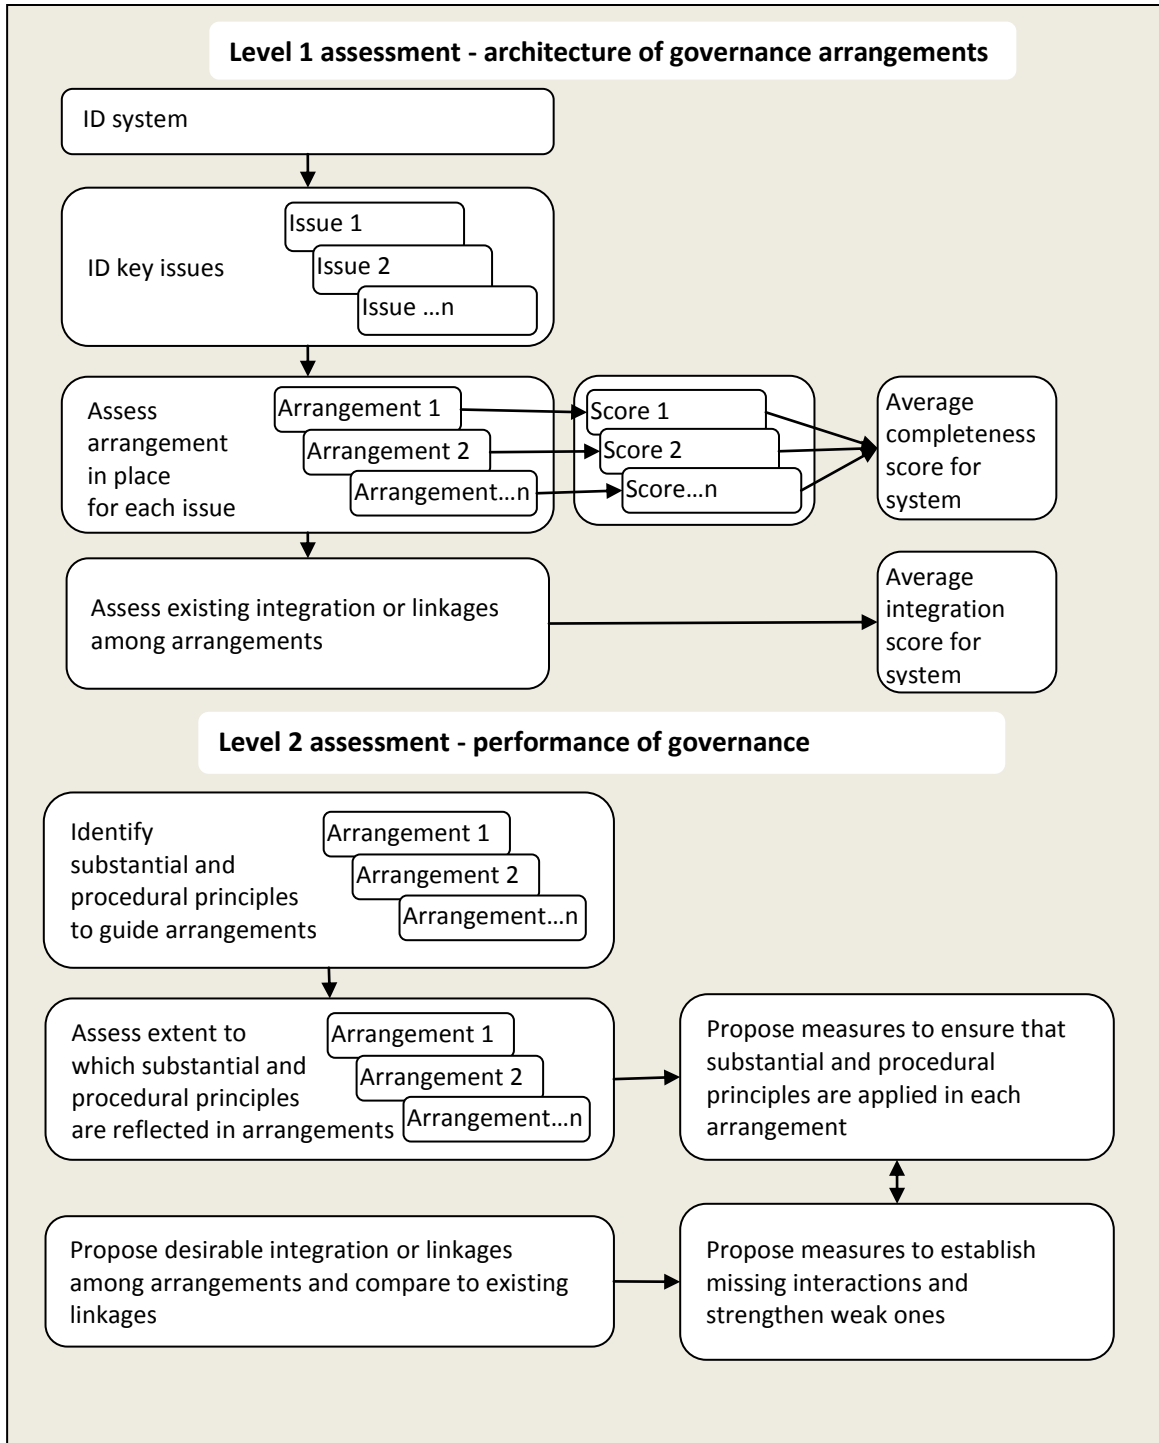 Level 1 assessment - architecture of governance arrangements
ID system
ID key issues
Issue 1
Issue 2
Issue ...n
Assess
arrangement
in place
for each issue
Arrangement 1
Arrangement 2
Arrangement...n
Score 1
Score 2
Score...n
Average
completeness
score for
system
Assess existing integration or linkages
among arrangements
Average
integration
score for
system
Level 2 assessment - performance of governance
Identify
substantial and
procedural principles
to guide arrangements
Arrangement 1
Arrangement 2
Arrangement...n
Assess extent to
which substantial and
procedural principles
are reflected in arrangements
Arrangement 1
Arrangement 2
Arrangement...n
Propose measures to ensure that
substantial and procedural
principles are applied in each
arrangement
Propose desirable integration or linkages
among arrangements and compare to existing
linkages
Propose measures to establish
missing interactions and
strengthen weak ones